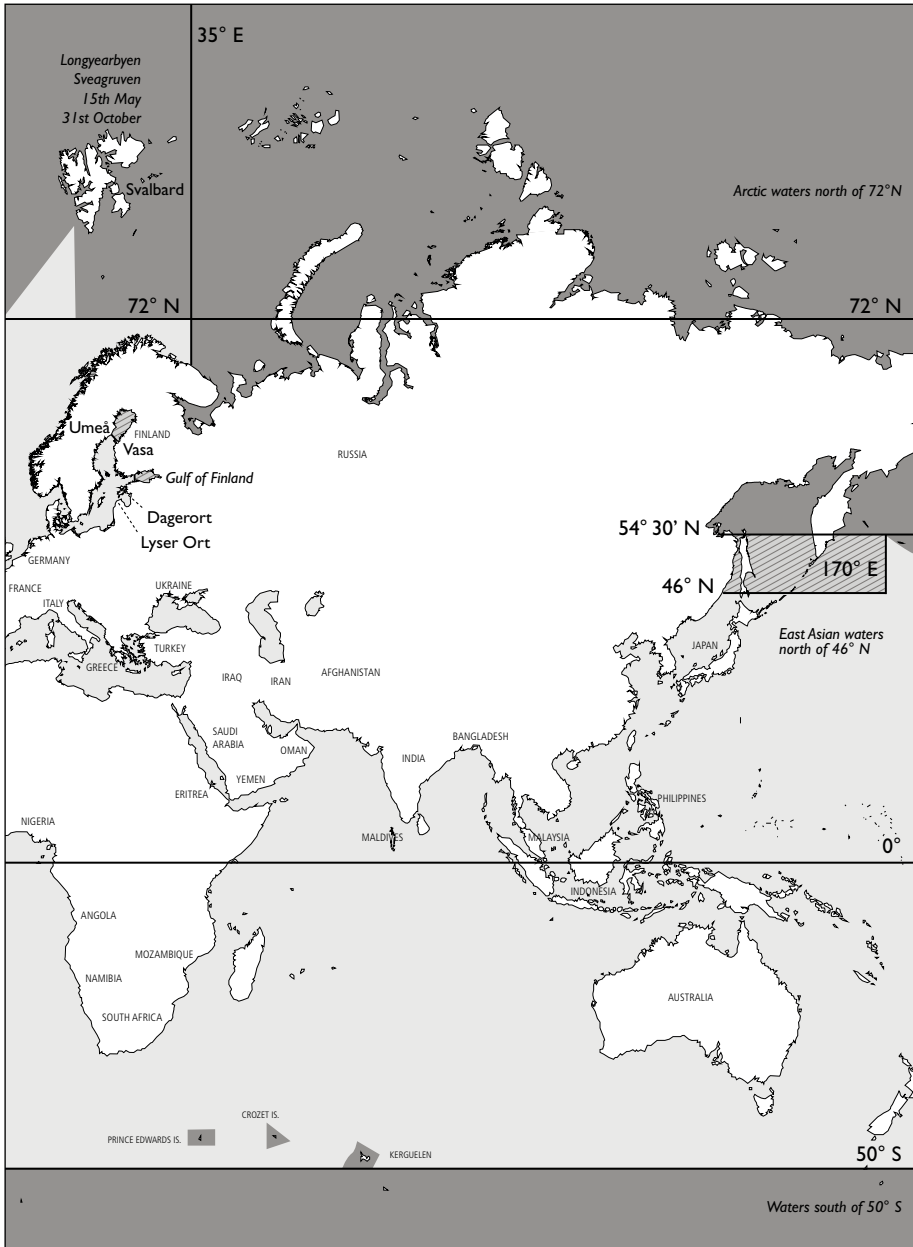 35° E
Longyearbyen
Sveagruven
15th May
31st October
Svalbard
Arctic waters north of 72°N
72° N
72° N
Umeå
FINLAND
Vasa
RUSSIA
Gulf of Finland
Dagerort
Lyser Ort
54° 30’ N
GERMANY
170° E
FRANCE
UKRAINE
46° N
ITALY
East Asian waters
north of 46° N
TURKEY
JAPAN
GREECE
IRAQ
IRAN
AFGHANISTAN
SAUDI
ARABIA
OMAN
BANGLADESH
INDIA
YEMEN
ERITREA
PHILIPPINES
NIGERIA
MALDIVES
MALAYSIA
0°
INDONESIA
ANGOLA
MOZAMBIQUE
NAMIBIA
AUSTRALIA
SOUTH AFRICA
CROZET IS.
PRINCE EDWARDS IS.
KERGUELEN
50° S
Waters south of 50° S